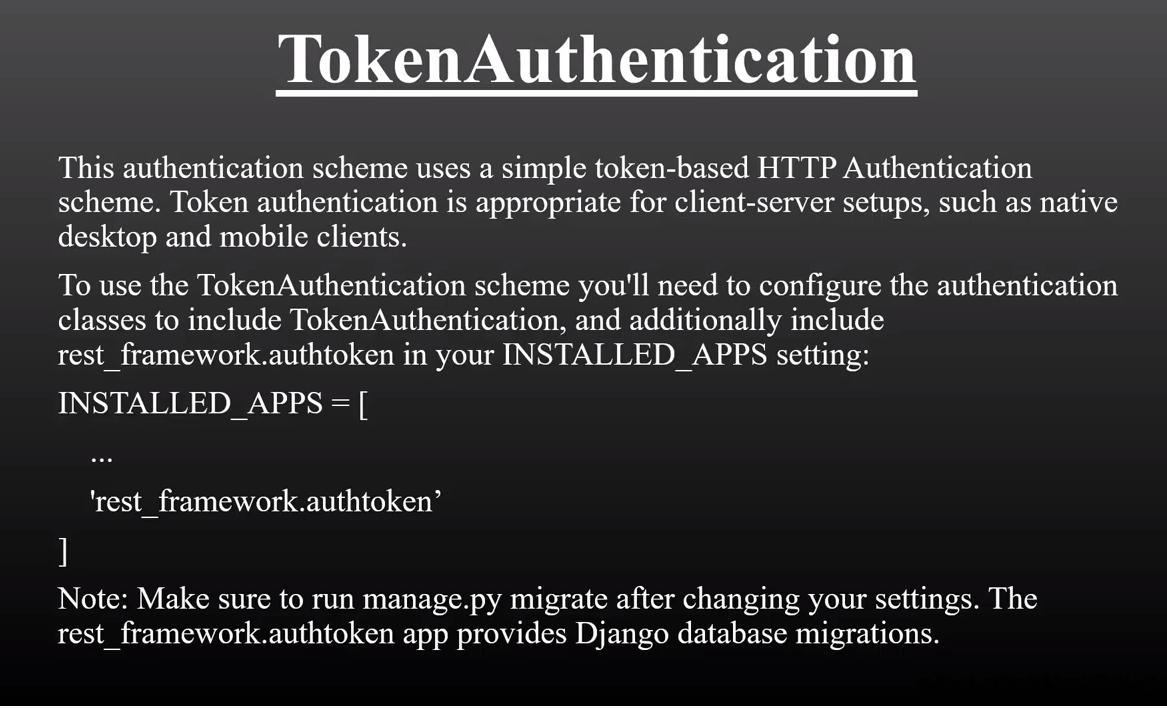 TokenAuthentication
This authentication scheme uses a simple token-based HTTP Authentication
scheme. Token authentication is appropriate for client-server setups, such as native
desktop and mobile clients.
To use the TokenAuthentication scheme you'll need to configure the authentication
classes to include TokenAuthentication, and additionally include
rest_framework.authtoken in your INSTALLED_APPS setting:
INSTALLED_APPS = [
...
'rest_framework.authtoken’
]
Note: Make sure to run manage.py migrate after changing your settings. The
rest_framework.authtoken app provides Django database migrations.